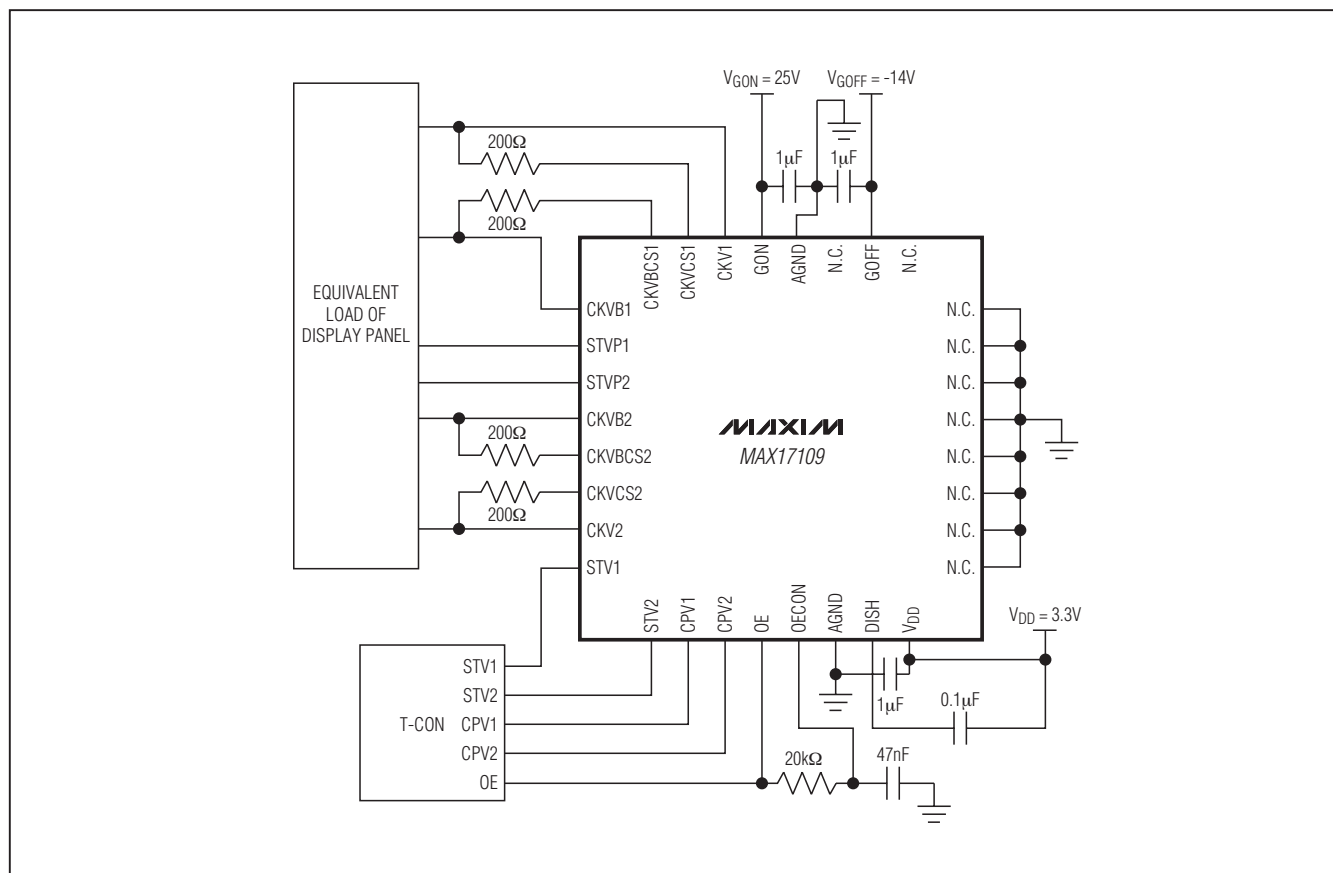 VGON = 25V
VGOFF = -14V
200Ω
1µF
1µF
200Ω
CKVBCS1
CKVCS1
CKV1
GON
AGND
N.C.
GOFF
N.C.
EQUIVALENT
LOAD OF
DISPLAY PANEL
CKVB1
STVP1
STVP2
CKVB2
200Ω
CKVBCS2
CKVCS2
200Ω
CKV2
STV1
MAXIM
MAX17109
N.C.
N.C.
N.C.
N.C.
N.C.
N.C.
N.C.
N.C.
STV2
CPV1
CPV2
OE
OECON
AGND
DISH
VDD
VDD = 3.3V
1µF
0.1µF
T-CON
STV1
STV2
CPV1
CPV2
OE
20kΩ
47nF